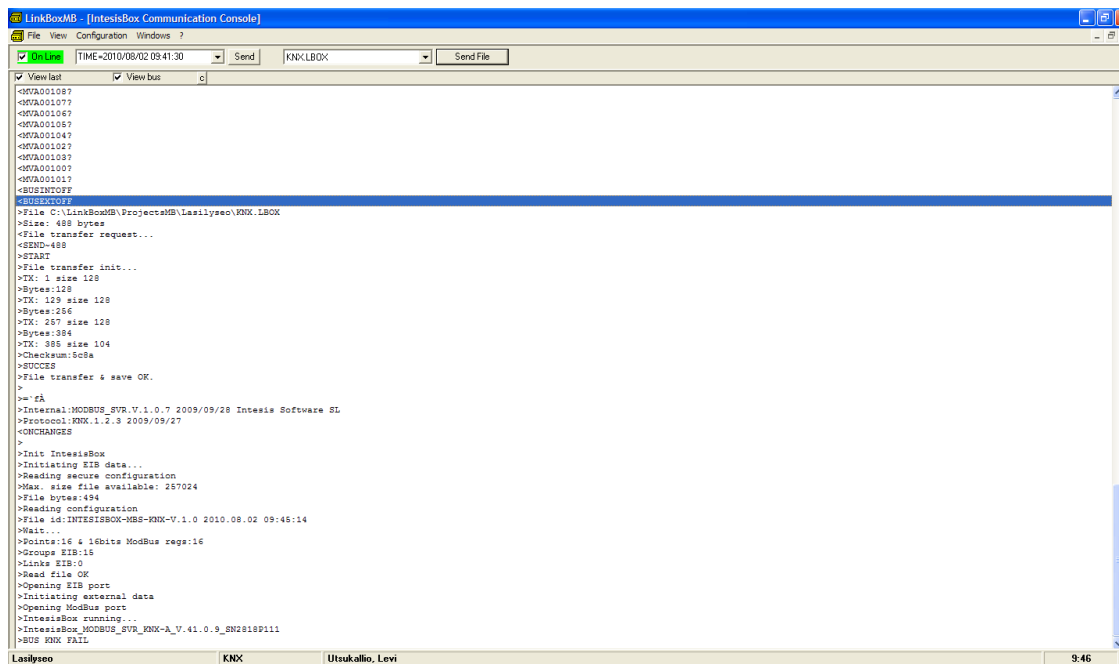 LinkBoxMB - [IntesisBox Communication Console]
File View Configuration Windows ?
On Line TIME=2010/08/02 09:41:30 Send KNX.LBOX Send File
View last View bus c
<MVA00108?
<MVA00107?
<MVA00106?
<MVA00105?
<MVA00104?
<MVA00102?
<MVA00103?
<MVA00100?
<MVA00101?
<BUSINTOFF
<BUSEXTOFF
>File C:\LinkBoxMB\ProjectsMB\Lasilyseo\KNX.LBOX
>Size: 488 bytes
<File transfer request...
<SEND~488
>START
>File transfer init...
>TX: 1 size 128
>Bytes:128
>TX: 129 size 128
>Bytes:256
>TX: 257 size 128
>Bytes:384
>TX: 385 size 104
>Checksum:5c8a
>SUCCES
>File transfer & save OK.
>
>=`fÀ
>Internal:MODBUS_SVR.V.1.0.7 2009/09/28 Intesis Software SL
>Protocol:KNX.1.2.3 2009/09/27
<ONCHANGES
>
>Init IntesisBox
>Initiating EIB data...
>Reading secure configuration
>Max. size file available: 257024
>File bytes:494
>Reading configuration
>File id:INTESISBOX-MBS-KNX-V.1.0 2010.08.02 09:45:14
>Wait...
>Points:16 & 16bits ModBus regs:16
>Groups EIB:15
>Links EIB:0
>Read file OK
>Opening EIB port
>Initiating external data
>Opening ModBus port
>IntesisBox running...
>IntesisBox_MODBUS_SVR_KNX-A_V.41.0.9_SN2818P111
>BUS KNX FAIL
Lasilyseo KNX Utsukallio, Levi 9:46